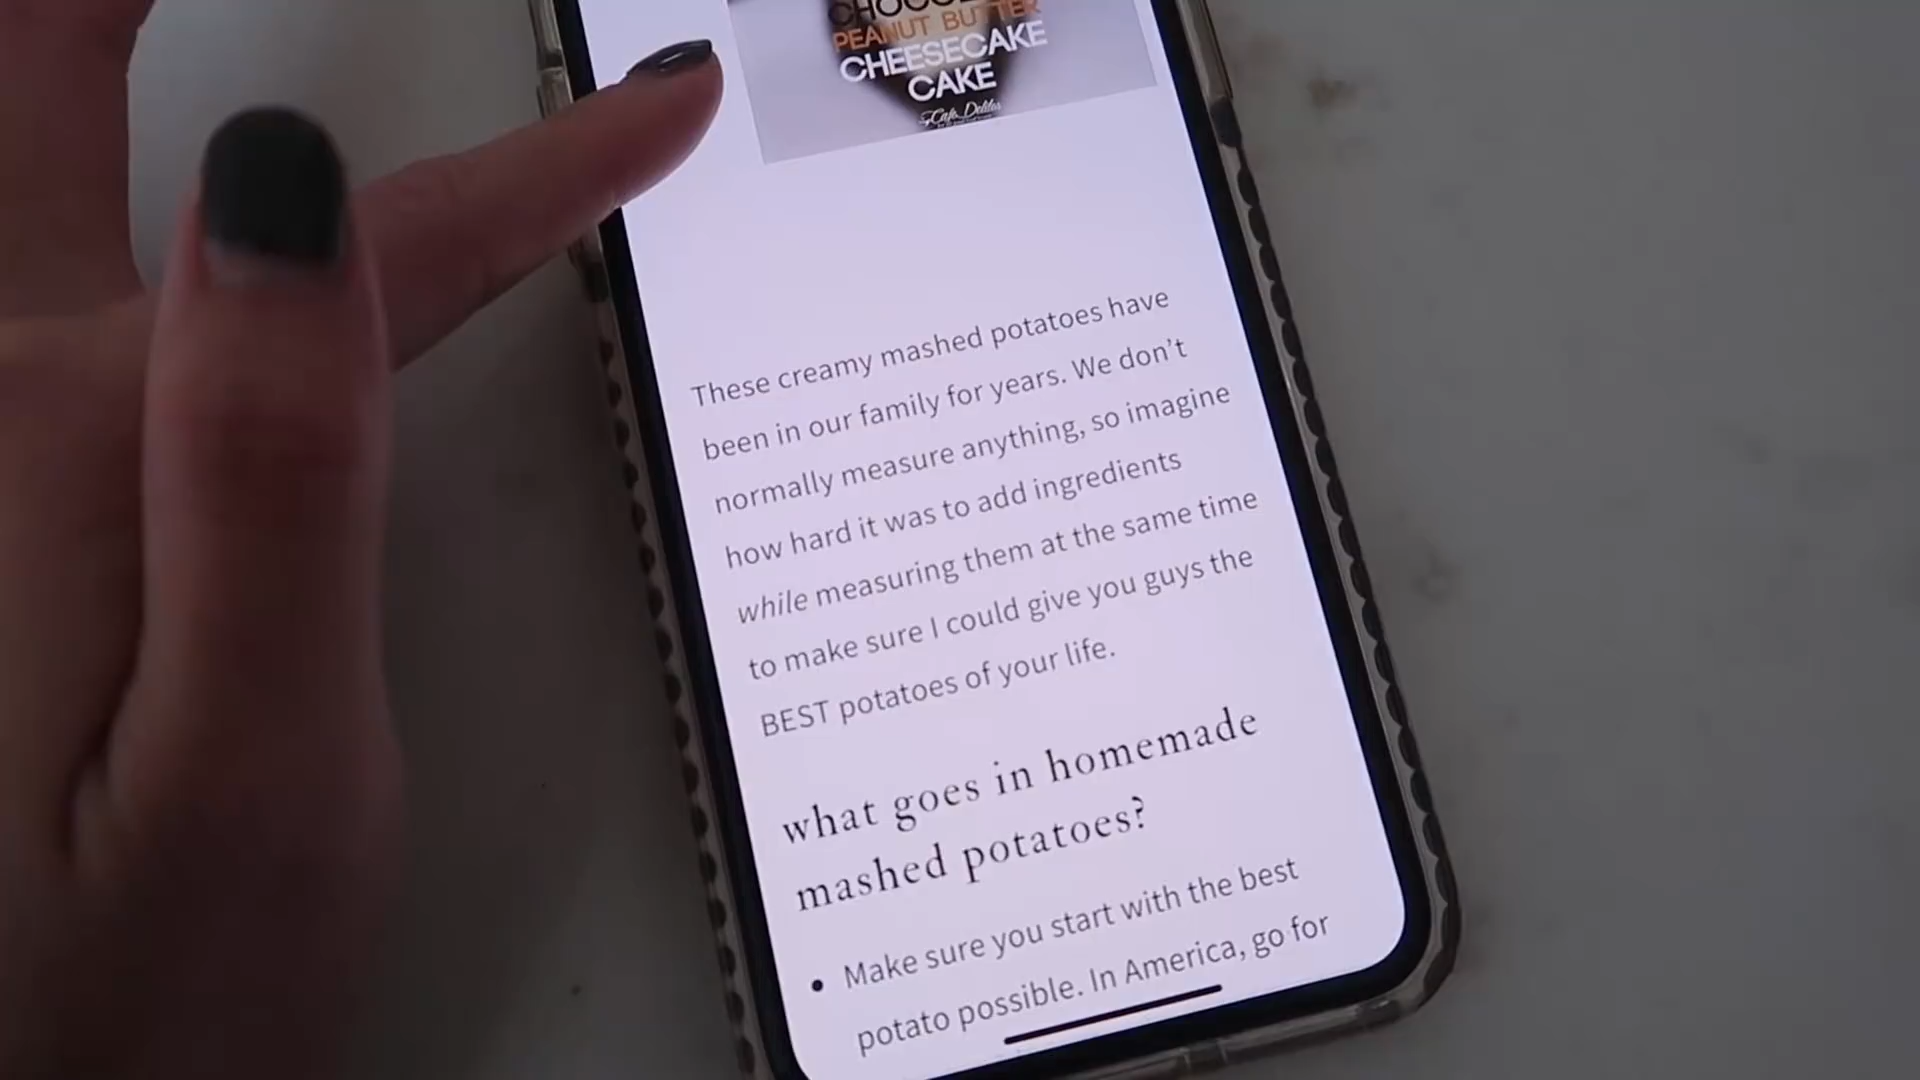 PEANUT BUTTER
CHEESECAKE
CAKE
Cafe Delites
These creamy mashed potatoes have
been in our family for years. We don't
normally measure anything, so imagine
how hard it was to add ingredients
while measuring them at the same time
to make sure I could give you guys the
BEST potatoes of your life.
what goes in homemade
mashed potatoes?
• Make sure you start with the best
potato possible. In America, go for